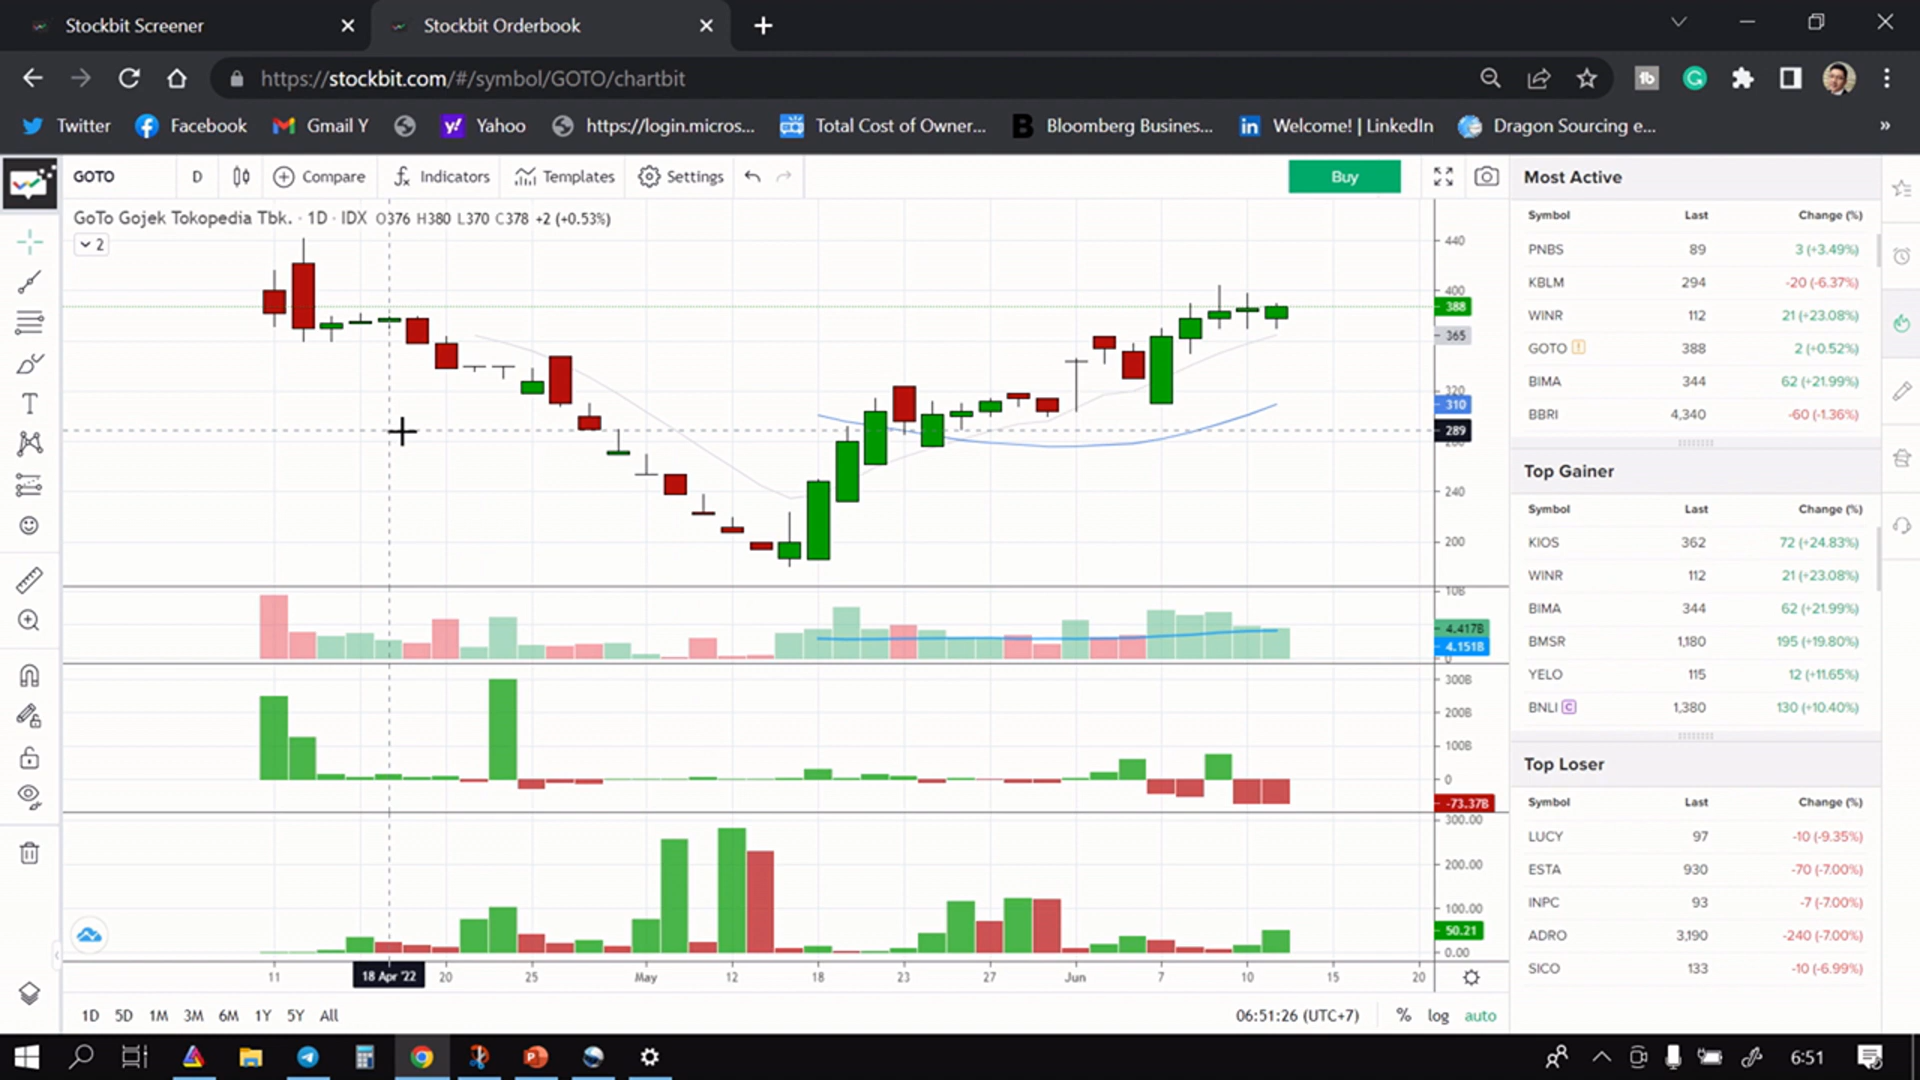 Stockbit Screener
Stockbit Orderbook
https://stockbit.com/#/symbol/GOTO/chartbit
Twitter
Facebook
Gmail Y
Yahoo
https://login.micros...
Total Cost of Owner...
Bloomberg Business...
Welcome! | LinkedIn
Dragon Sourcing e...
GOTO D Compare Indicators Templates Settings Buy
GoTo Gojek Tokopedia Tbk. · 1D · IDX O376 H380 L370 C378 +2 (+0.53%)
2
440
400
388
365
320
310
289
280
240
200
10B
4.417B
4.151B
0
300B
200B
100B
0
-73.37B
300.00
200.00
100.00
50.21
0.00
11 18 Apr '22 20 25 May 12 18 23 27 Jun 7 10 15 20
1D 5D 1M 3M 6M 1Y 5Y All
06:51:26 (UTC+7) % log auto
Most Active
Symbol Last Change (%)
PNBS 89 3 (+3.49%)
KBLM 294 -20 (-6.37%)
WINR 112 21 (+23.08%)
GOTO ! 388 2 (+0.52%)
BIMA 344 62 (+21.99%)
BBRI 4,340 -60 (-1.36%)
Top Gainer
Symbol Last Change (%)
KIOS 362 72 (+24.83%)
WINR 112 21 (+23.08%)
BIMA 344 62 (+21.99%)
BMSR 1,180 195 (+19.80%)
YELO 115 12 (+11.65%)
BNLI C 1,380 130 (+10.40%)
Top Loser
Symbol Last Change (%)
LUCY 97 -10 (-9.35%)
ESTA 930 -70 (-7.00%)
INPC 93 -7 (-7.00%)
ADRO 3,190 -240 (-7.00%)
SICO 133 -10 (-6.99%)
6:51